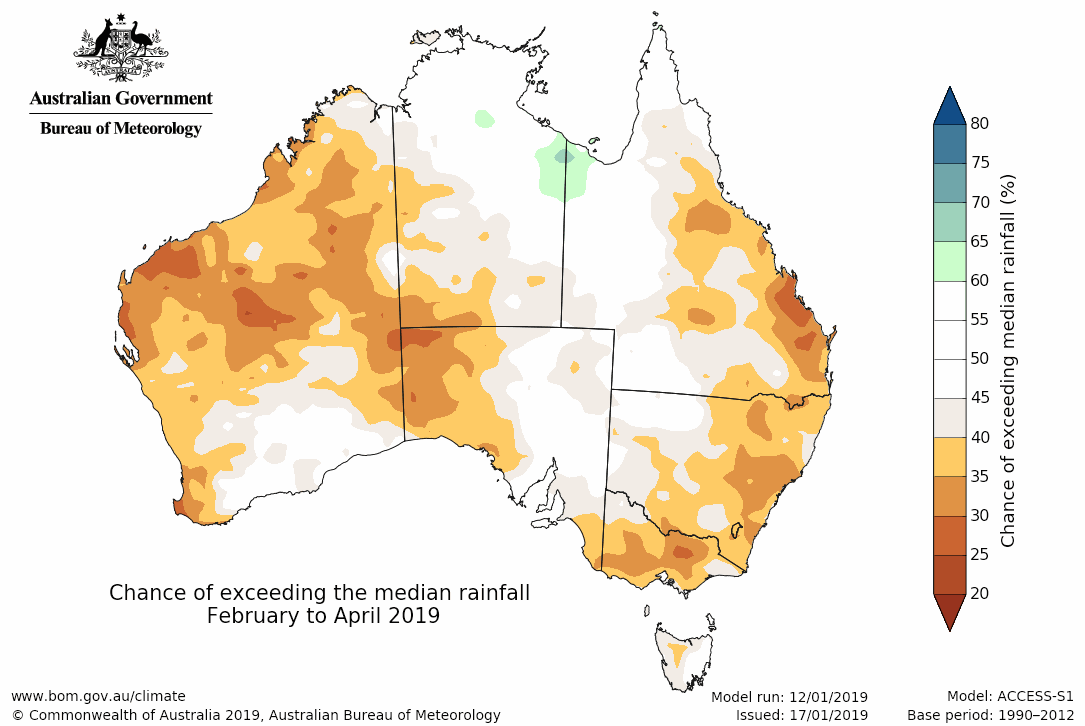 Australian Government
Bureau of Meteorology
80
75
70
65
60
55
50
45
40
35
30
25
20
Chance of exceeding median rainfall (%)
Chance of exceeding the median rainfall
February to April 2019
www.bom.gov.au/climate
© Commonwealth of Australia 2019, Australian Bureau of Meteorology
Model run: 12/01/2019
Issued: 17/01/2019
Model: ACCESS-S1
Base period: 1990–2012